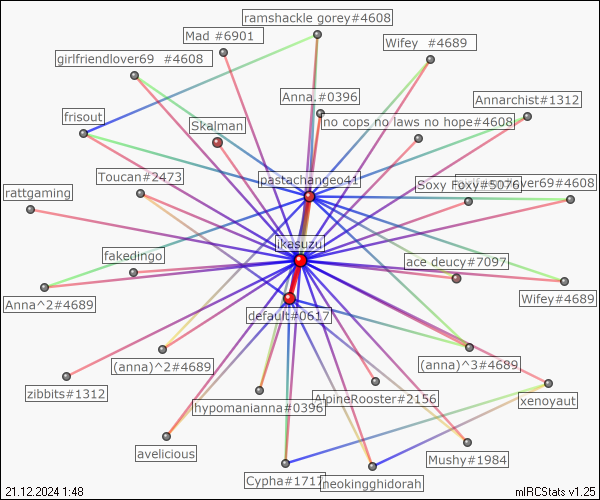 ramshackle gorey#4608
Mad #6901
Wifey  #4689
girlfriendlover69  #4608
Anna.#0396
Annarchist#1312
frisout
Skalman
no cops no laws no hope#4608
Toucan#2473
pastachangeo41
Soxy Foxy#5076
lover69#4608
rattgaming
ikasuzu
fakedingo
ace deucy#7097
Anna^2#4689
Wifey#4689
default#0617
(anna)^2#4689
(anna)^3#4689
zibbits#1312
hypomanianna#0396
AlpineRooster#2156
xenoyaut
avelicious
Mushy#1984
Cypha#1717
neokingghidorah
21.12.2024 1:48
mIRCStats v1.25